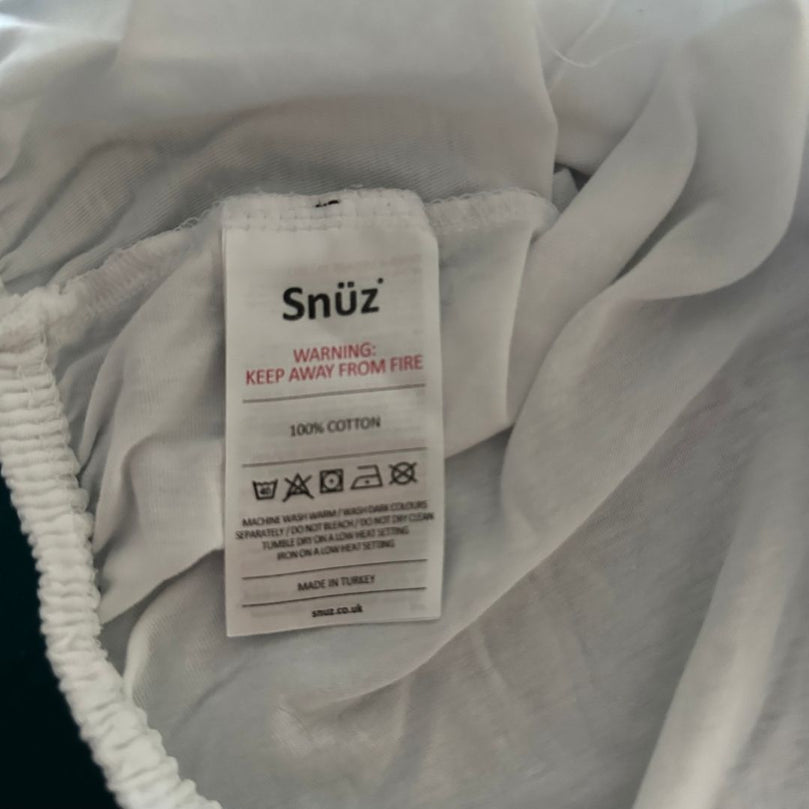 Snüz
WARNING:
KEEP AWAY FROM FIRE
100% COTTON
40
MACHINE WASH WARM / WASH DARK COLOURS
SEPARATELY / DO NOT BLEACH / DO NOT DRY CLEAN
TUMBLE DRY ON A LOW HEAT SETTING
IRON ON A LOW HEAT SETTING
MADE IN TURKEY
snuz.co.uk